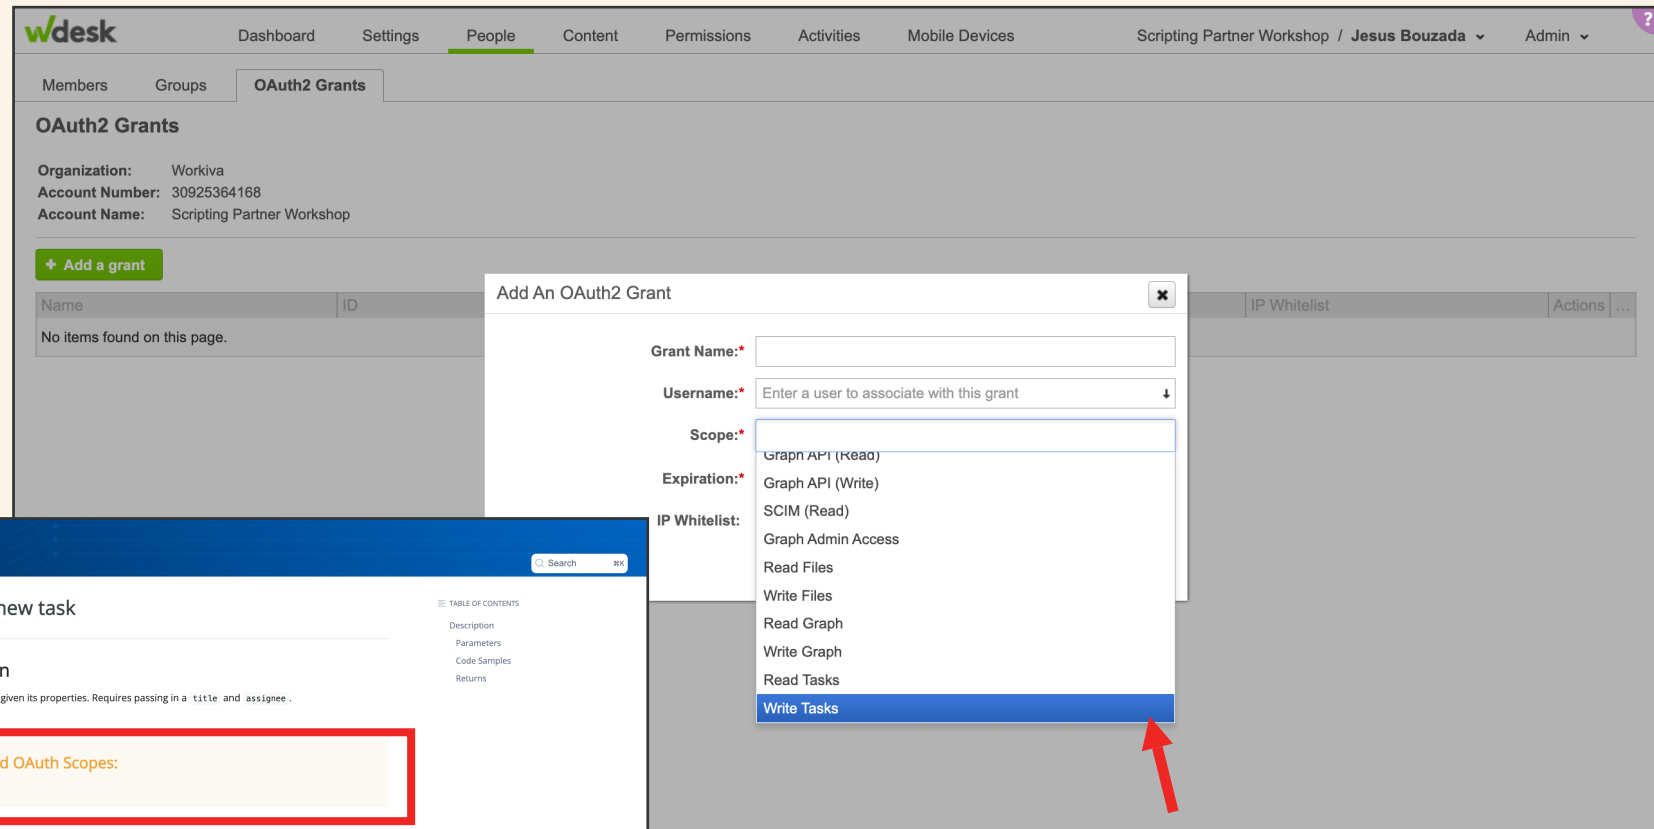 wdesk
Dashboard Settings People Content Permissions Activities Mobile Devices Scripting Partner Workshop / Jesus Bouzada Admin ?
Members Groups OAuth2 Grants
OAuth2 Grants
Organization: Workiva
Account Number: 30925364168
Account Name: Scripting Partner Workshop
+ Add a grant
Name ID IP Whitelist Actions ...
No items found on this page.
Add An OAuth2 Grant
Grant Name:*
Username:* Enter a user to associate with this grant
Scope:*
Graph API (Read)
Expiration:*
Graph API (Write)
SCIM (Read)
IP Whitelist:
Graph Admin Access
Read Files
Write Files
Read Graph
Write Graph
Read Tasks
Write Tasks
Search ⌘K
new task
TABLE OF CONTENTS
Description
Parameters
Code Samples
Returns
n
given its properties. Requires passing in a title and assignee.
d OAuth Scopes: